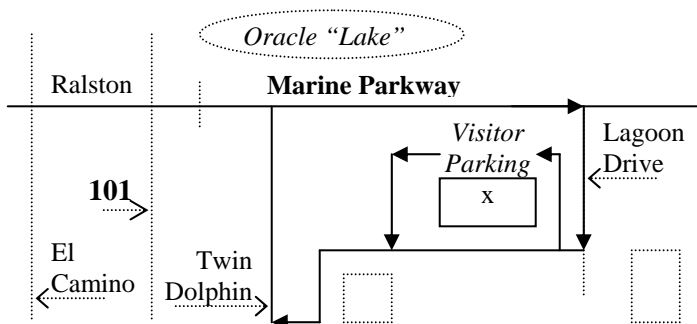 Oracle “Lake”
Ralston
Marine Parkway
Visitor
Parking
Lagoon
Drive
x
101
El
Camino
Twin
Dolphin